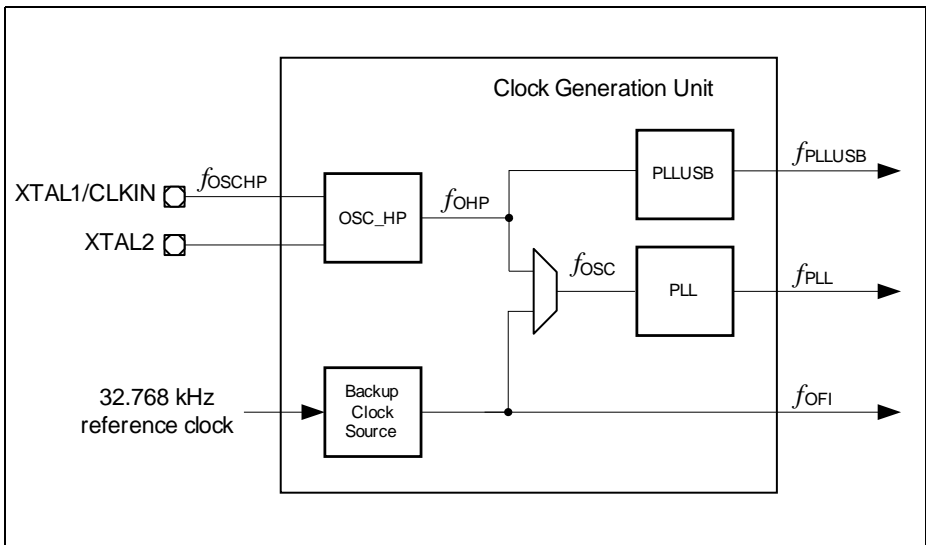 Clock Generation Unit
fPLLUSB
PLLUSB
fOSCHP
XTAL1/CLKIN
OSC_HP
fOHP
XTAL2
fOSC
PLL
fPLL
32.768 kHz
reference clock
Backup
Clock
Source
fOFI